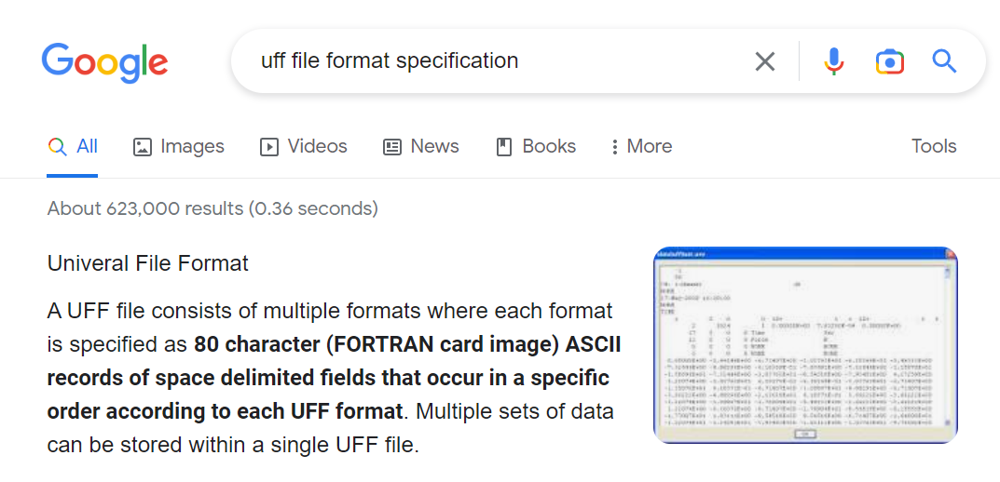 Google
uff file format specification
All Images Videos News Books More Tools
About 623,000 results (0.36 seconds)
Univeral File Format
A UFF file consists of multiple formats where each format
is specified as 80 character (FORTRAN card image) ASCII
records of space delimited fields that occur in a specific
order according to each UFF format. Multiple sets of data
can be stored within a single UFF file.